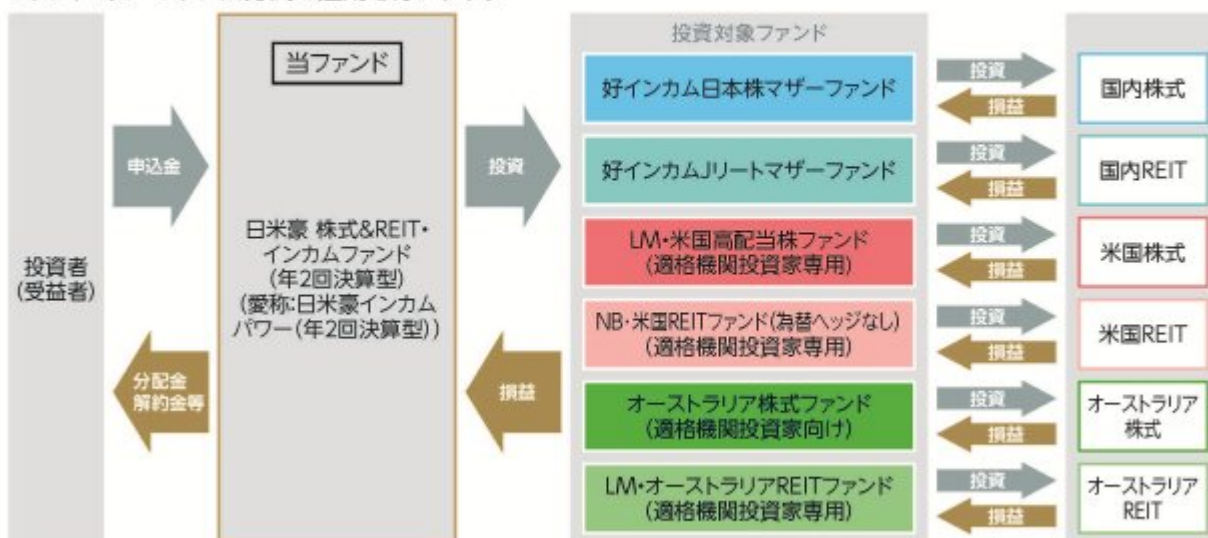 投資者
(受益者)
申込金
分配金
解約金等
当ファンド
日米豪 株式&REIT・
インカムファンド
(年2回決算型)
(愛称:日米豪インカム
パワー(年2回決算型))
投資
損益
投資対象ファンド
好インカム日本株マザーファンド
投資
損益
国内株式
好インカムJリートマザーファンド
投資
損益
国内REIT
LM・米国高配当株ファンド
(適格機関投資家専用)
投資
損益
米国株式
NB・米国REITファンド(為替ヘッジなし)
(適格機関投資家専用)
投資
損益
米国REIT
オーストラリア株式ファンド
(適格機関投資家向け)
投資
損益
オーストラリア
株式
LM・オーストラリアREITファンド
(適格機関投資家専用)
投資
損益
オーストラリア
REIT